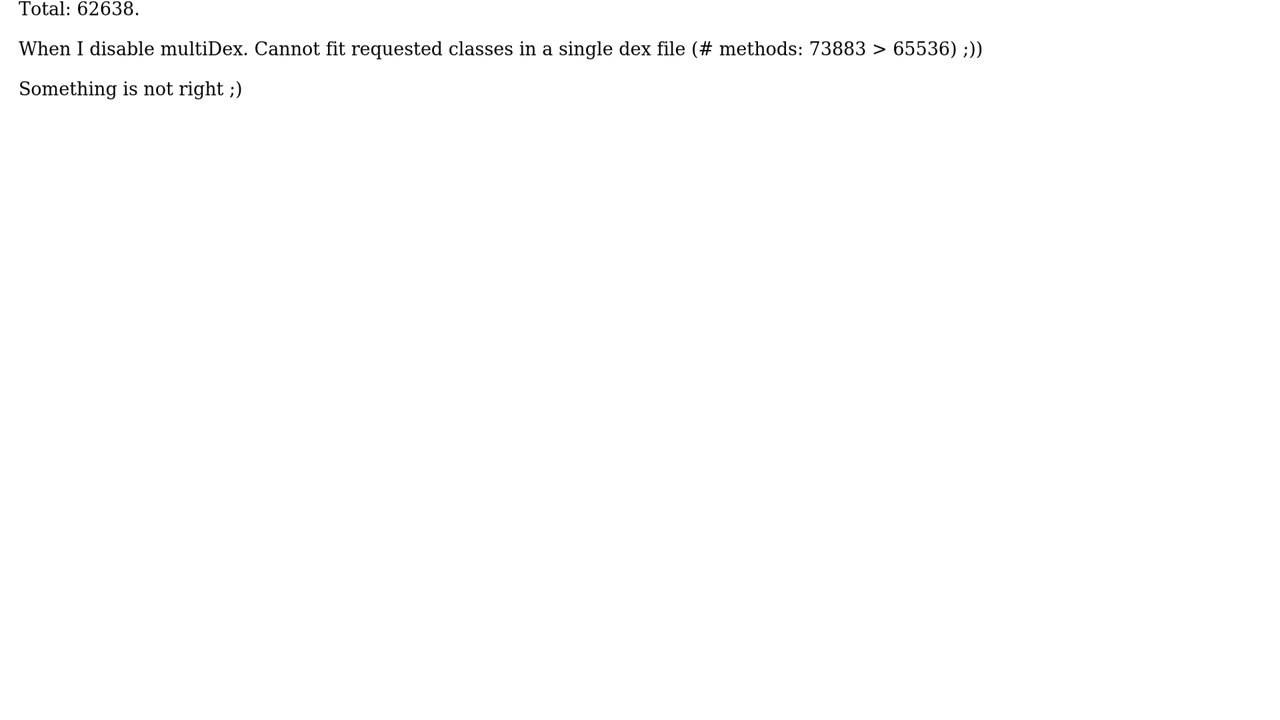 Total: 62638.
When I disable multiDex. Cannot fit requested classes in a single dex file (# methods: 73883 > 65536) ;))
Something is not right ;)